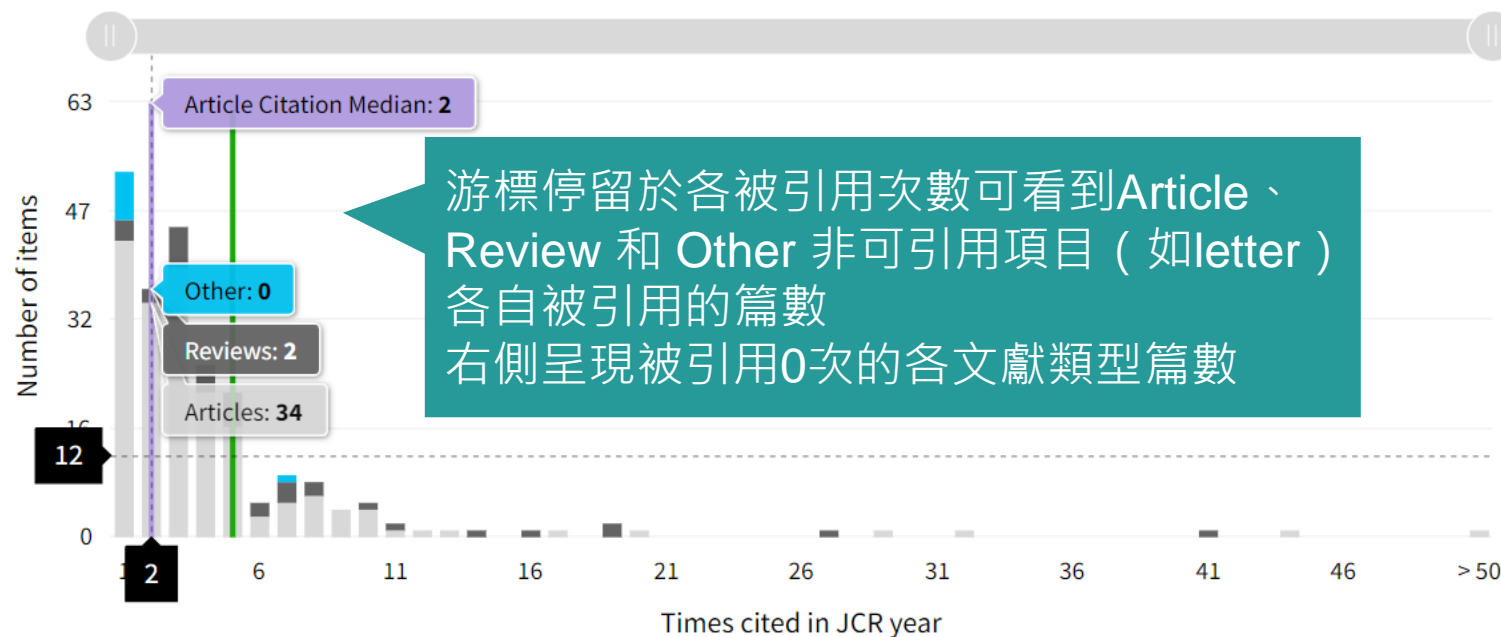 63
Article Citation Median: 2
游標停留於各被引用次數可看到Article、
Review 和 Other 非可引用項目（如letter）
各自被引用的篇數
右側呈現被引用0次的各文獻類型篇數
47
Other: 0
32
Reviews: 2
Articles: 34
16
12
0
Number of items
1 2 6 11 16 21 26 31 36 41 46 > 50
Times cited in JCR year